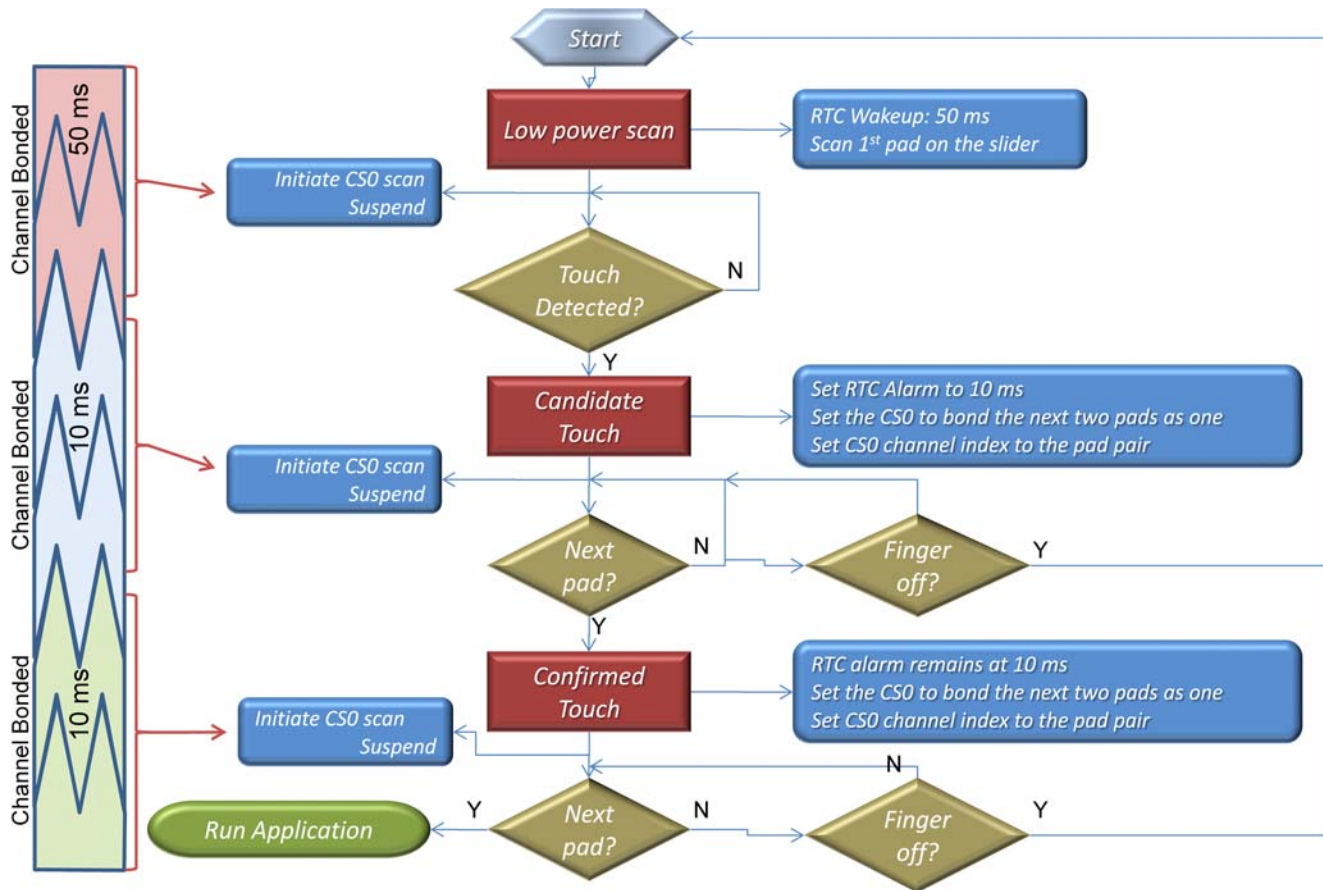 Start
Low power scan
RTC Wakeup: 50 ms
Scan 1st pad on the slider
Channel Bonded
50 ms
Initiate CS0 scan
Suspend
Touch
Detected?
N
Y
Candidate
Touch
Set RTC Alarm to 10 ms
Set the CS0 to bond the next two pads as one
Set CS0 channel index to the pad pair
Channel Bonded
10 ms
Initiate CS0 scan
Suspend
Next
pad?
N
Finger
off?
Y
Y
Confirmed
Touch
RTC alarm remains at 10 ms
Set the CS0 to bond the next two pads as one
Set CS0 channel index to the pad pair
Channel Bonded
10 ms
Initiate CS0 scan
Suspend
N
Run Application
Y
Next
pad?
N
Finger
off?
Y